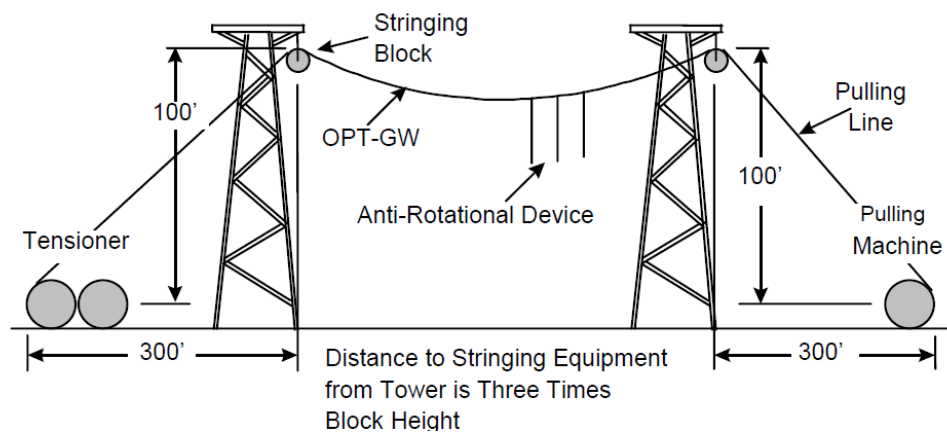 Stringing
Block
100'
OPT-GW
Pulling
Line
100'
Anti-Rotational Device
Tensioner
Pulling
Machine
300'
Distance to Stringing Equipment
from Tower is Three Times
Block Height
300'